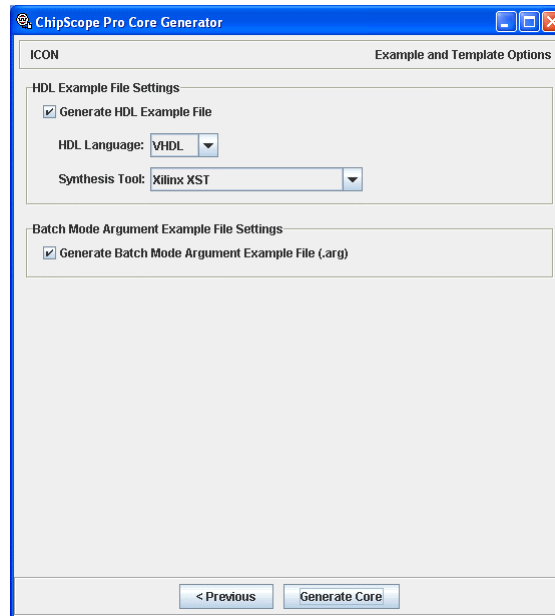 ChipScope Pro Core Generator
ICON Example and Template Options
HDL Example File Settings
Generate HDL Example File
HDL Language: VHDL
Synthesis Tool: Xilinx XST
Batch Mode Argument Example File Settings
Generate Batch Mode Argument Example File (.arg)
< Previous Generate Core